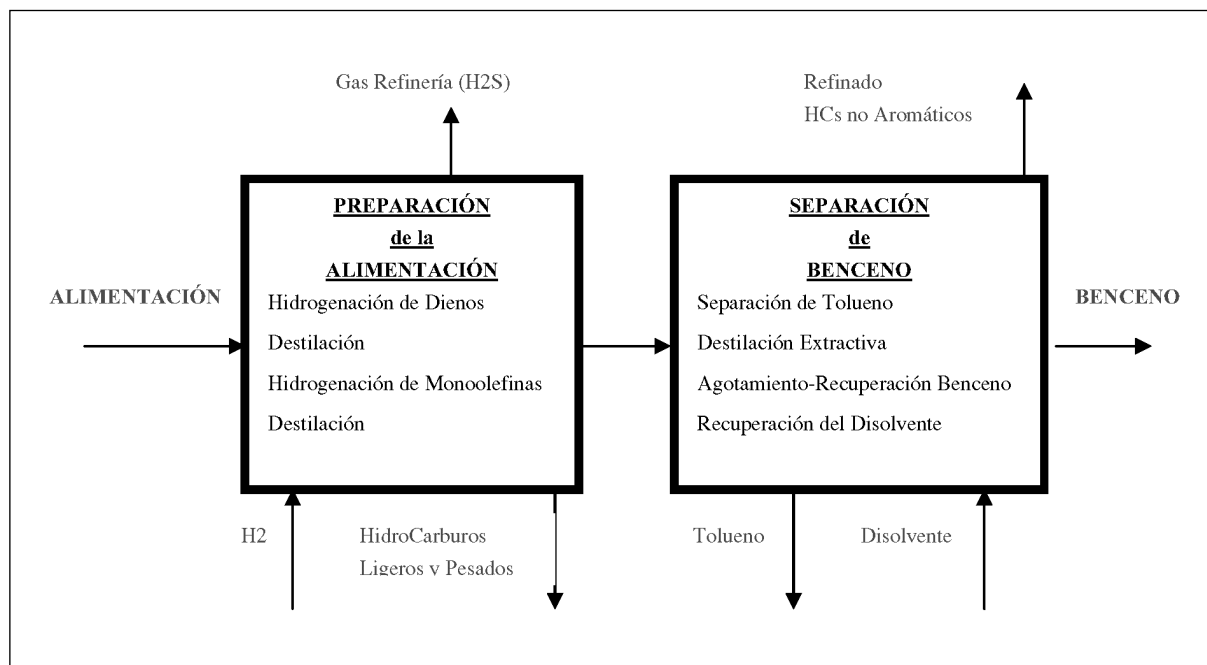 Gas Refinería (H2S)
Refinado
HCs no Aromáticos
ALIMENTACIÓN
PREPARACIÓN
de la
ALIMENTACIÓN
Hidrogenación de Dienos
Destilación
Hidrogenación de Monoolefinas
Destilación
SEPARACIÓN
de
BENCENO
Separación de Tolueno
Destilación Extractiva
Agotamiento-Recuperación Benceno
Recuperación del Disolvente
BENCENO
H2
HidroCarburos
Ligeros y Pesados
Tolueno
Disolvente